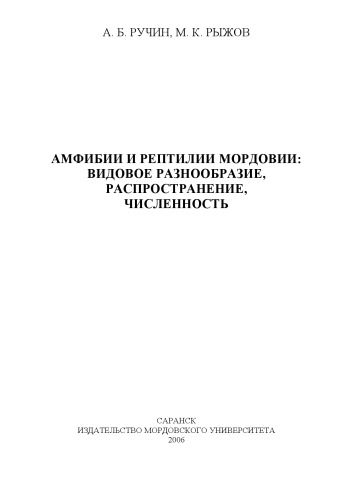 А. Б. РУЧИН, М. К. РЫЖОВ
АМФИБИИ И РЕПТИЛИИ МОРДОВИИ:
ВИДОВОЕ РАЗНООБРАЗИЕ,
РАСПРОСТРАНЕНИЕ,
ЧИСЛЕННОСТЬ
САРАНСК
ИЗДАТЕЛЬСТВО МОРДОВСКОГО УНИВЕРСИТЕТА
2006